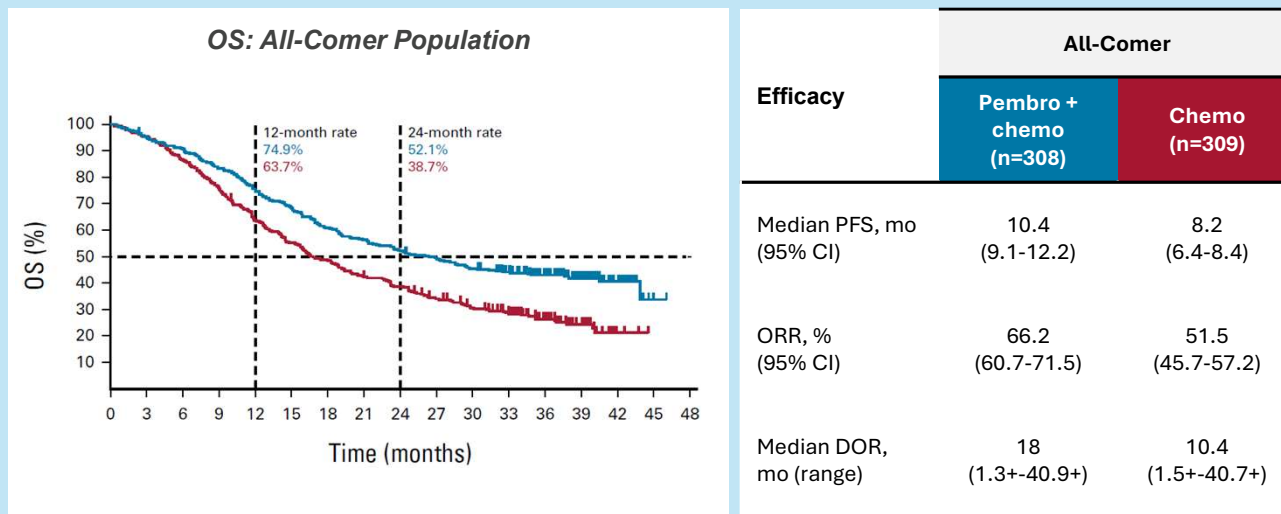 OS: All-Comer Population
12-month rate
74.9%
63.7%
24-month rate
52.1%
38.7%
100
90
80
70
60
50
40
30
20
10
OS (%)
0 3 6 9 12 15 18 21 24 27 30 33 36 39 42 45 48
Time (months)
Efficacy
All-Comer
Pembro +
chemo
(n=308)
Chemo
(n=309)
Median PFS, mo 10.4 8.2
(95% CI) (9.1-12.2) (6.4-8.4)
ORR, % 66.2 51.5
(95% CI) (60.7-71.5) (45.7-57.2)
Median DOR, 18 10.4
mo (range) (1.3+-40.9+) (1.5+-40.7+)